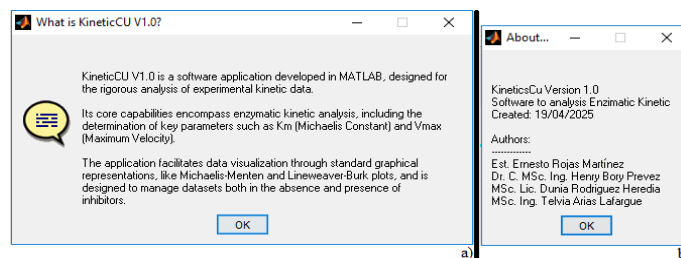 What is KineticCU V1.0?
KineticCU V1.0 is a software application developed in MATLAB, designed for
the rigorous analysis of experimental kinetic data.
Its core capabilities encompass enzymatic kinetic analysis, including the
determination of key parameters such as Km (Michaelis Constant) and Vmax
(Maximum Velocity).
The application facilitates data visualization through standard graphical
representations, like Michaelis-Menten and Lineweaver-Burk plots, and is
designed to manage datasets both in the absence and presence of
inhibitors.
OK
a)
About...
KineticsCu Version 1.0
Software to analysis Enzimatic Kinetic
Created: 19/04/2025
Authors:
-------------
Est. Ernesto Rojas Martínez
Dr. C. MSc. Ing. Henry Bory Prevez
MSc. Lic. Dunia Rodriguez Heredia
MSc. Ing. Telvia Arias Lafargue
OK